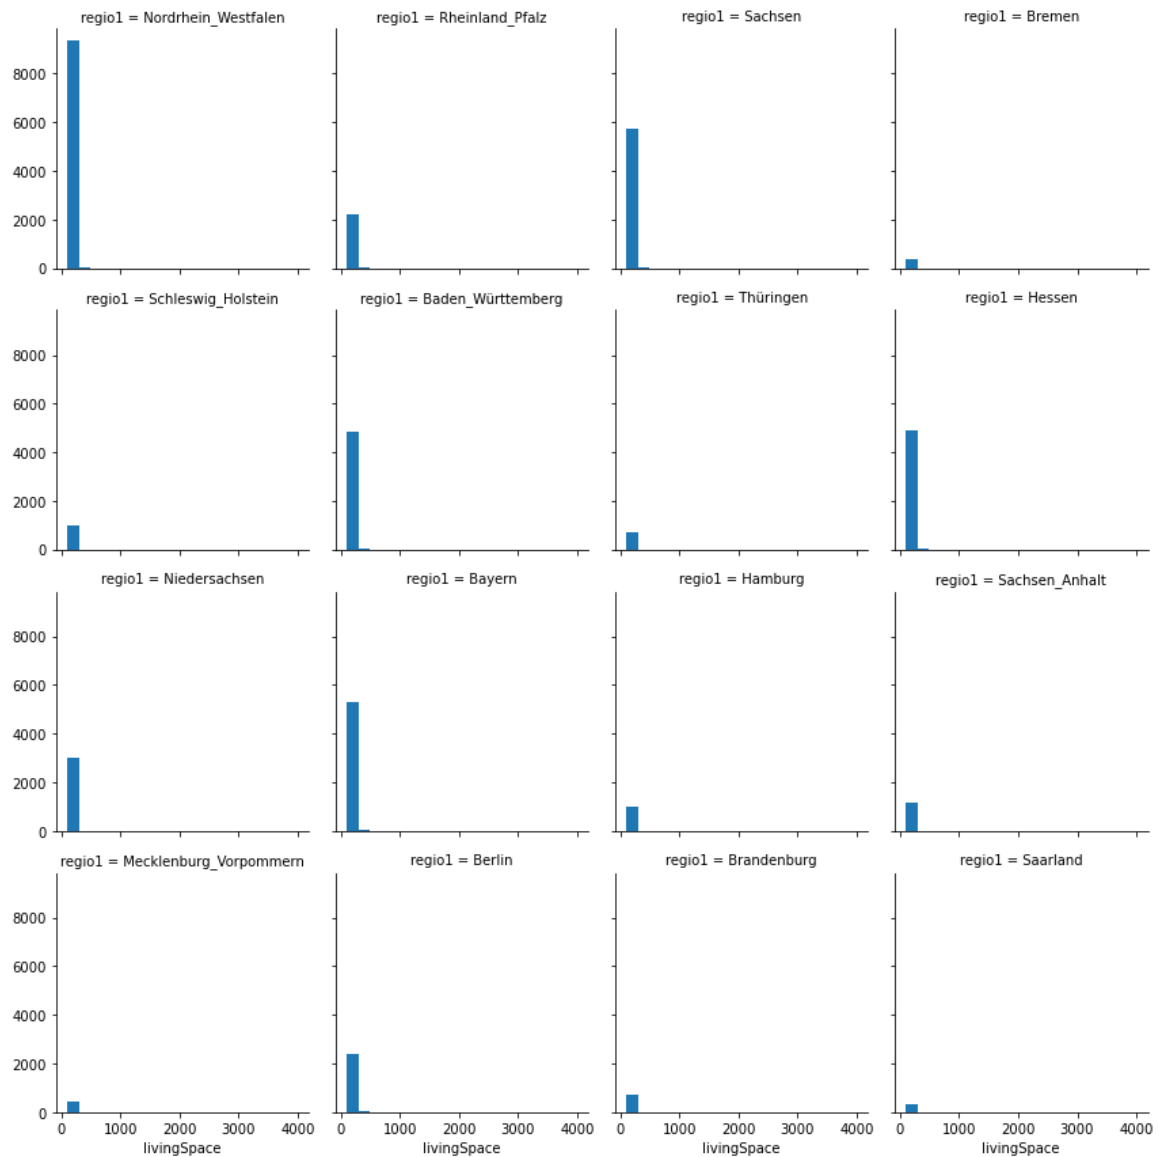 regio1 = Nordrhein_Westfalen
regio1 = Rheinland_Pfalz
regio1 = Sachsen
regio1 = Bremen
8000
6000
4000
2000
0
regio1 = Schleswig_Holstein
regio1 = Baden_Württemberg
regio1 = Thüringen
regio1 = Hessen
8000
6000
4000
2000
0
regio1 = Niedersachsen
regio1 = Bayern
regio1 = Hamburg
regio1 = Sachsen_Anhalt
8000
6000
4000
2000
0
regio1 = Mecklenburg_Vorpommern
regio1 = Berlin
regio1 = Brandenburg
regio1 = Saarland
8000
6000
4000
2000
0
0 1000 2000 3000 4000
0 1000 2000 3000 4000
0 1000 2000 3000 4000
0 1000 2000 3000 4000
livingSpace
livingSpace
livingSpace
livingSpace